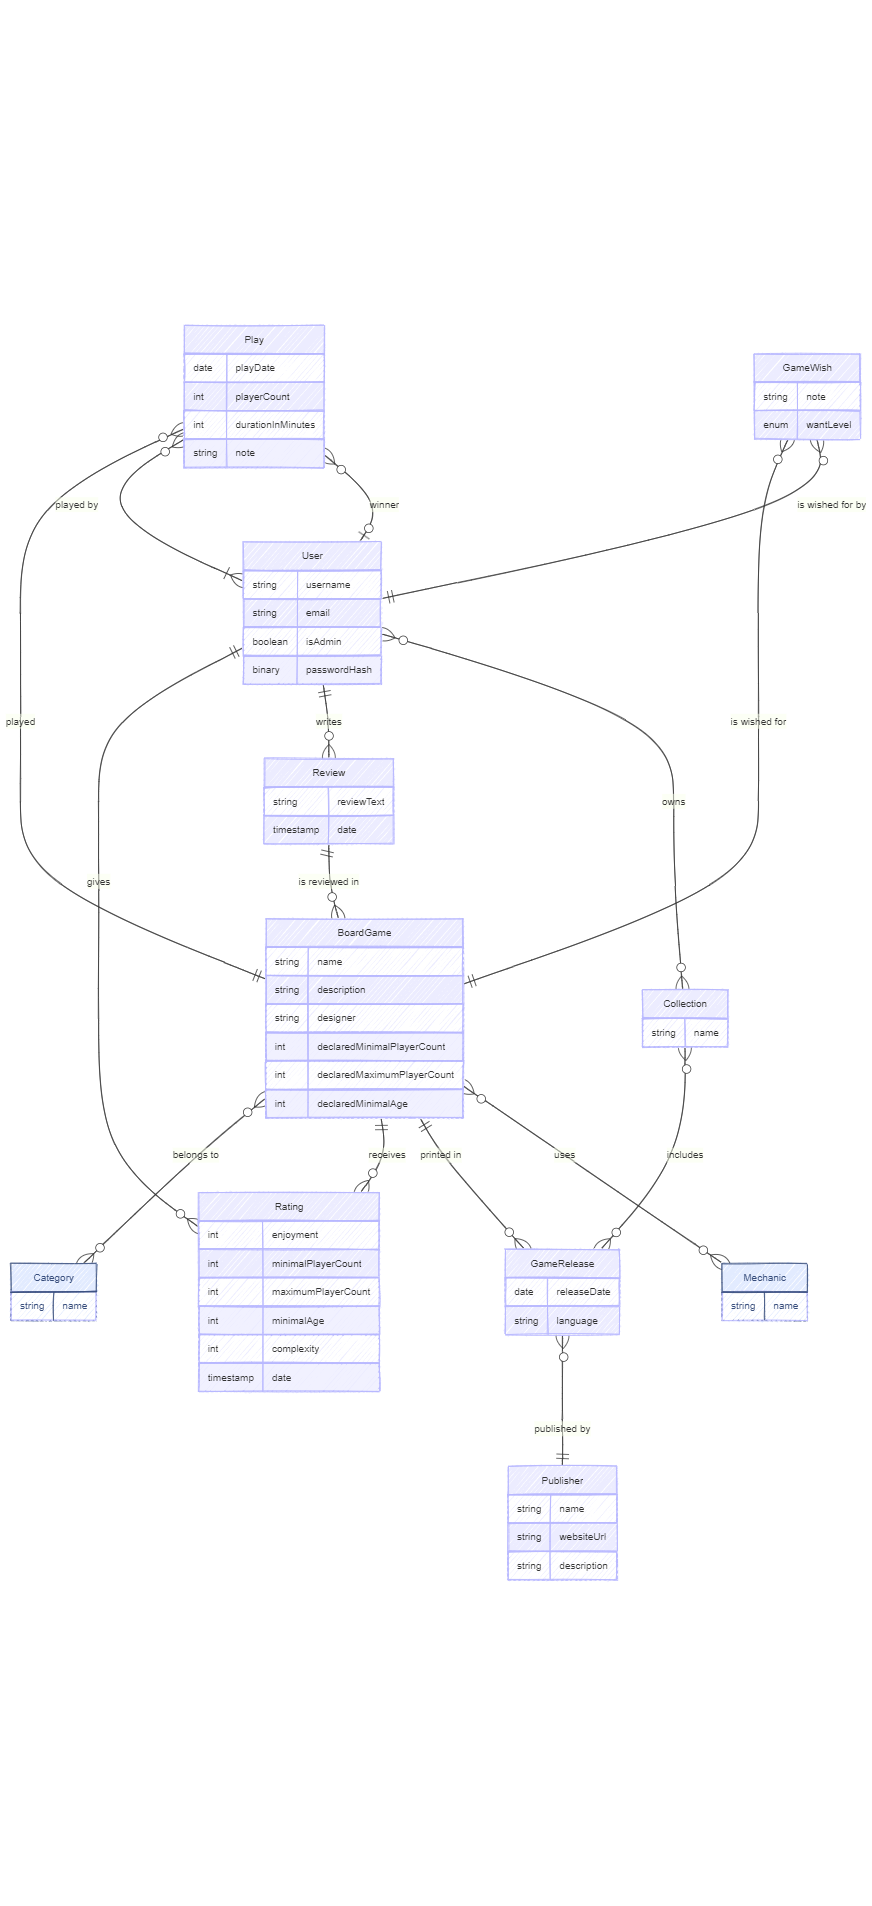 Play
date playDate
int playerCount
int durationInMinutes
string note
GameWish
string note
enum wantLevel
played by
winner
is wished for by
User
string username
string email
boolean isAdmin
binary passwordHash
played
writes
is wished for
Review
string reviewText
timestamp date
owns
gives
is reviewed in
BoardGame
string name
string description
string designer
int declaredMinimalPlayerCount
int declaredMaximumPlayerCount
int declaredMinimalAge
Collection
string name
belongs to
receives
printed in
uses
includes
Rating
int enjoyment
int minimalPlayerCount
int maximumPlayerCount
int minimalAge
int complexity
timestamp date
Category
string name
GameRelease
date releaseDate
string language
Mechanic
string name
published by
Publisher
string name
string websiteUrl
string description